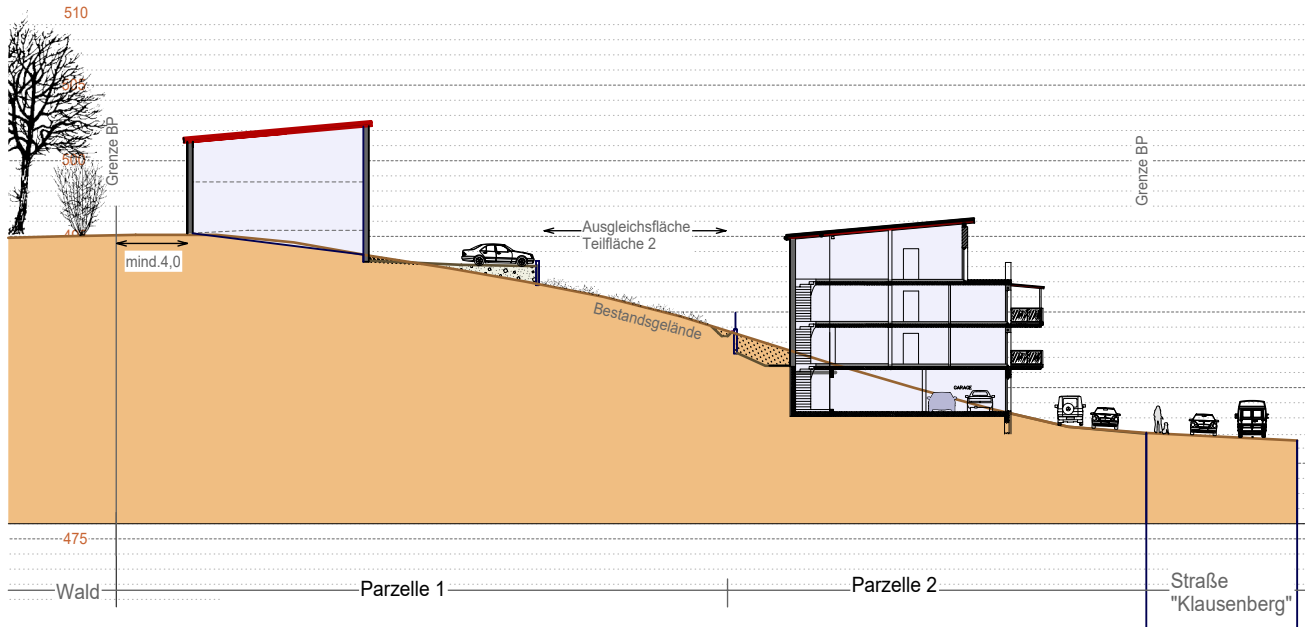 510
505
Grenze BP
500
Grenze BP
Ausgleichsfläche
Teilfläche 2
mind.4,0
Bestandsgelände
GARAGE
475
Wald
Parzelle 1
Parzelle 2
Straße
"Klausenberg"